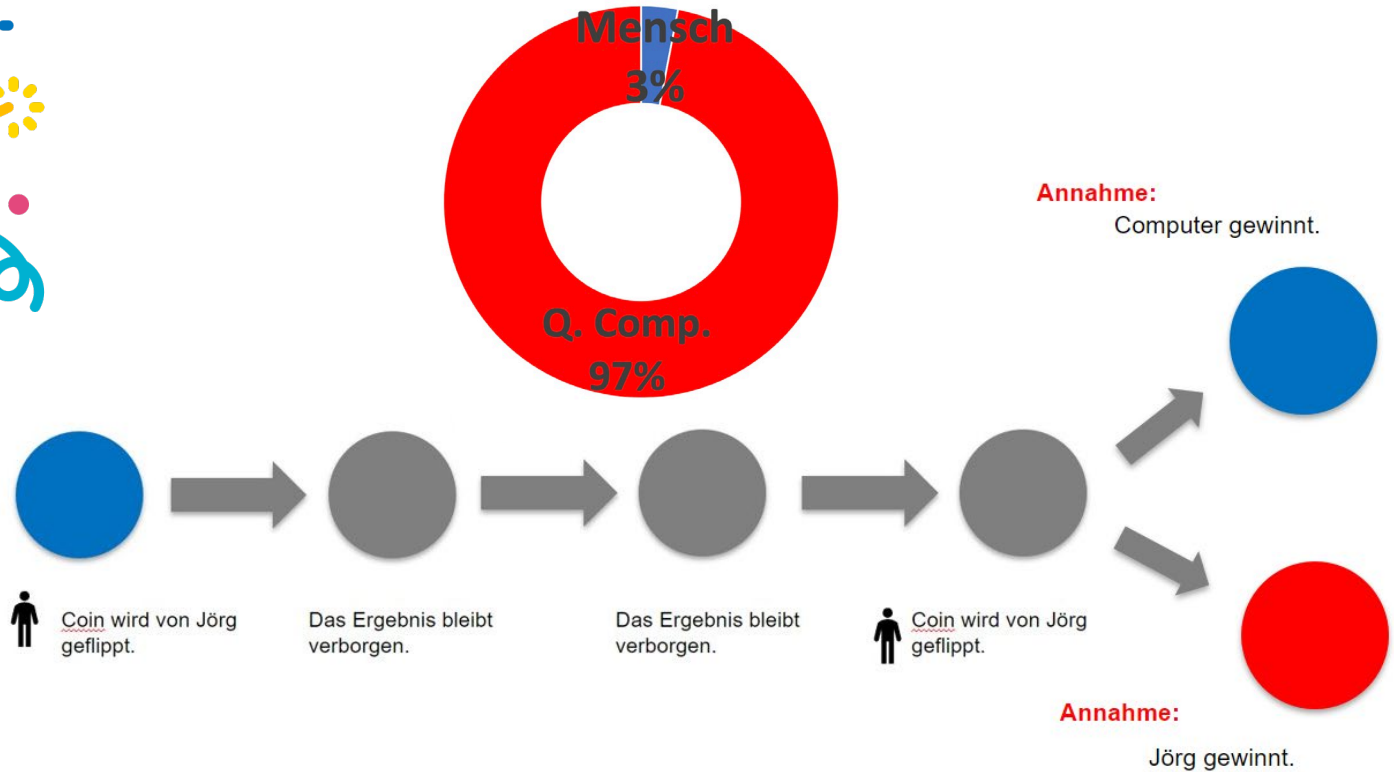 Mensch
3%
Q. Comp.
97%
Annahme:
Computer gewinnt.
Coin wird von Jörg
geflippt.
Das Ergebnis bleibt
verborgen.
Das Ergebnis bleibt
verborgen.
Coin wird von Jörg
geflippt.
Annahme:
Jörg gewinnt.